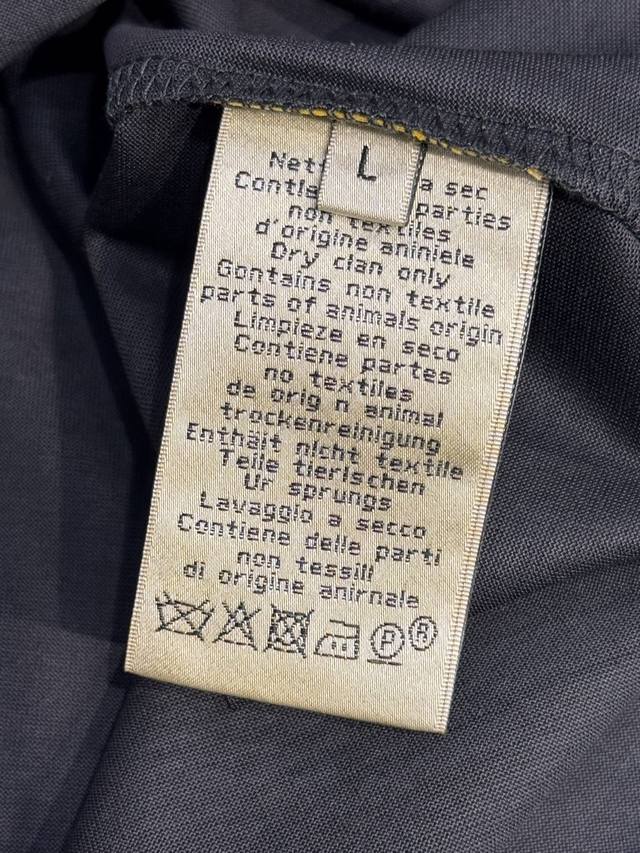 L
Nett a sec
Contie parties
non textiles
d'origine aniniele
Dry clan only
Gontains non textile
parts of animals origin
Limpieze en seco
Contiene partes
no textiles
de orig n animal
trockenreinigung
Enthäit nicht textile
Teile tierischen
Ur sprungs
Lavaggio a secco
Contiene delle parti
non tessili
di origine anirnale
P R